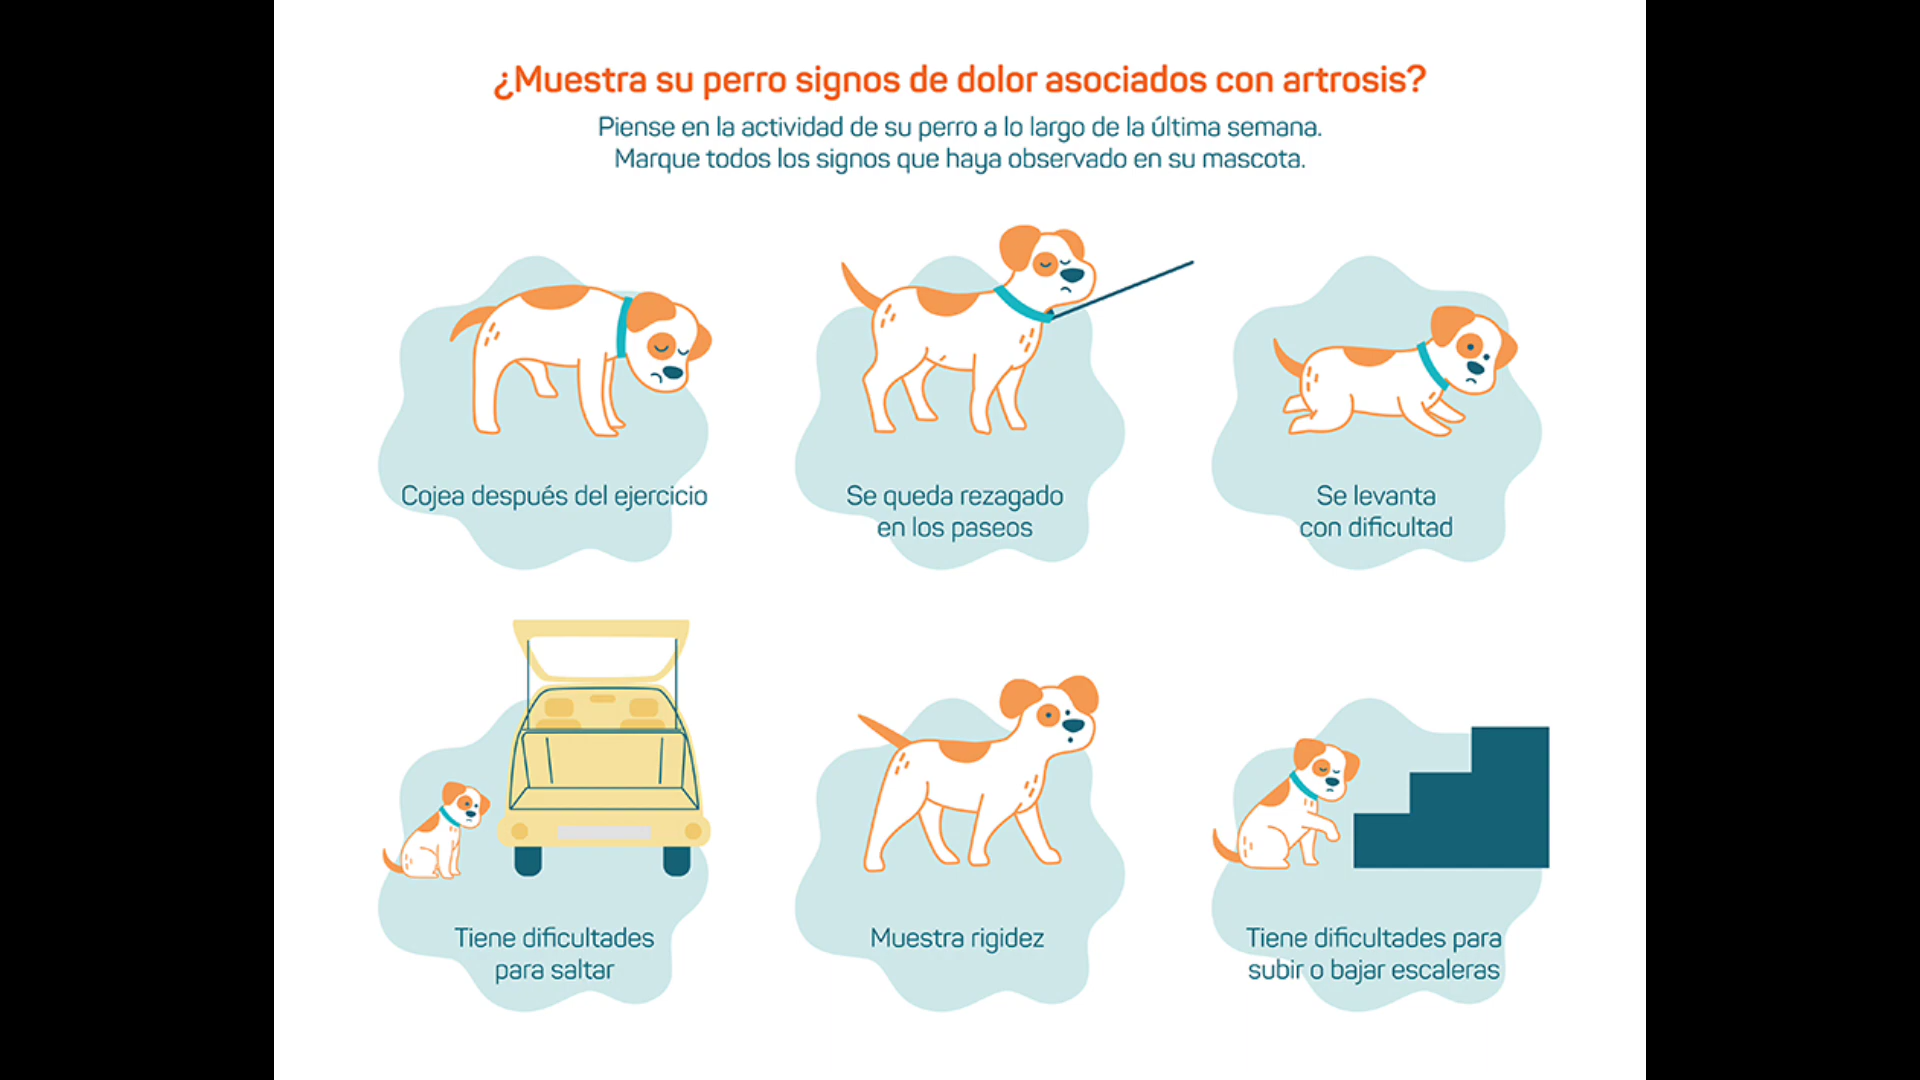 ¿Muestra su perro signos de dolor asociados con artrosis?
Piense en la actividad de su perro a lo largo de la última semana.
Marque todos los signos que haya observado en su mascota.
Cojea después del ejercicio
Se queda rezagado
en los paseos
Se levanta
con dificultad
Tiene dificultades
para saltar
Muestra rigidez
Tiene dificultades para
subir o bajar escaleras